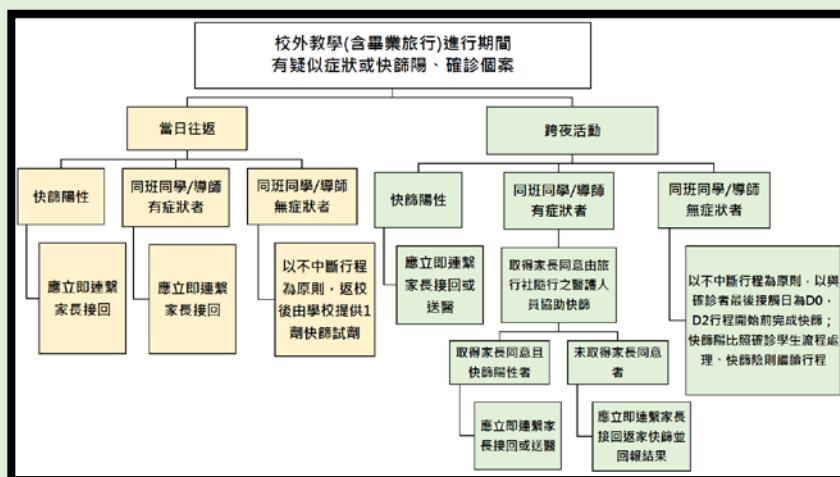 校外教學(含畢業旅行)進行期間
有疑似症狀或快篩陽、確診個案
當日往返
跨夜活動
快篩陽性
同班同學/導師
有症狀者
同班同學/導師
無症狀者
快篩陽性
同班同學/導師
有症狀者
同班同學/導師
無症狀者
應立即連繫
家長接回
應立即連繫
家長接回
以不中斷行程
為原則，返校
後由學校提供1
劑快篩試劑
應立即連繫
家長接回或
送醫
取得家長同意由旅
行社隨行之醫護人
員協助快篩
以不中斷行程為原則，以與
確診者最後接觸日為D0，
D2行程開始前完成快篩；
快篩陽比照確診學生流程處
理、快篩陰則繼續行程
取得家長同意且
快篩陽性者
未取得家長同意
者
應立即連繫家
長接回或送醫
應立即連繫家長
接回返家快篩並
回報結果